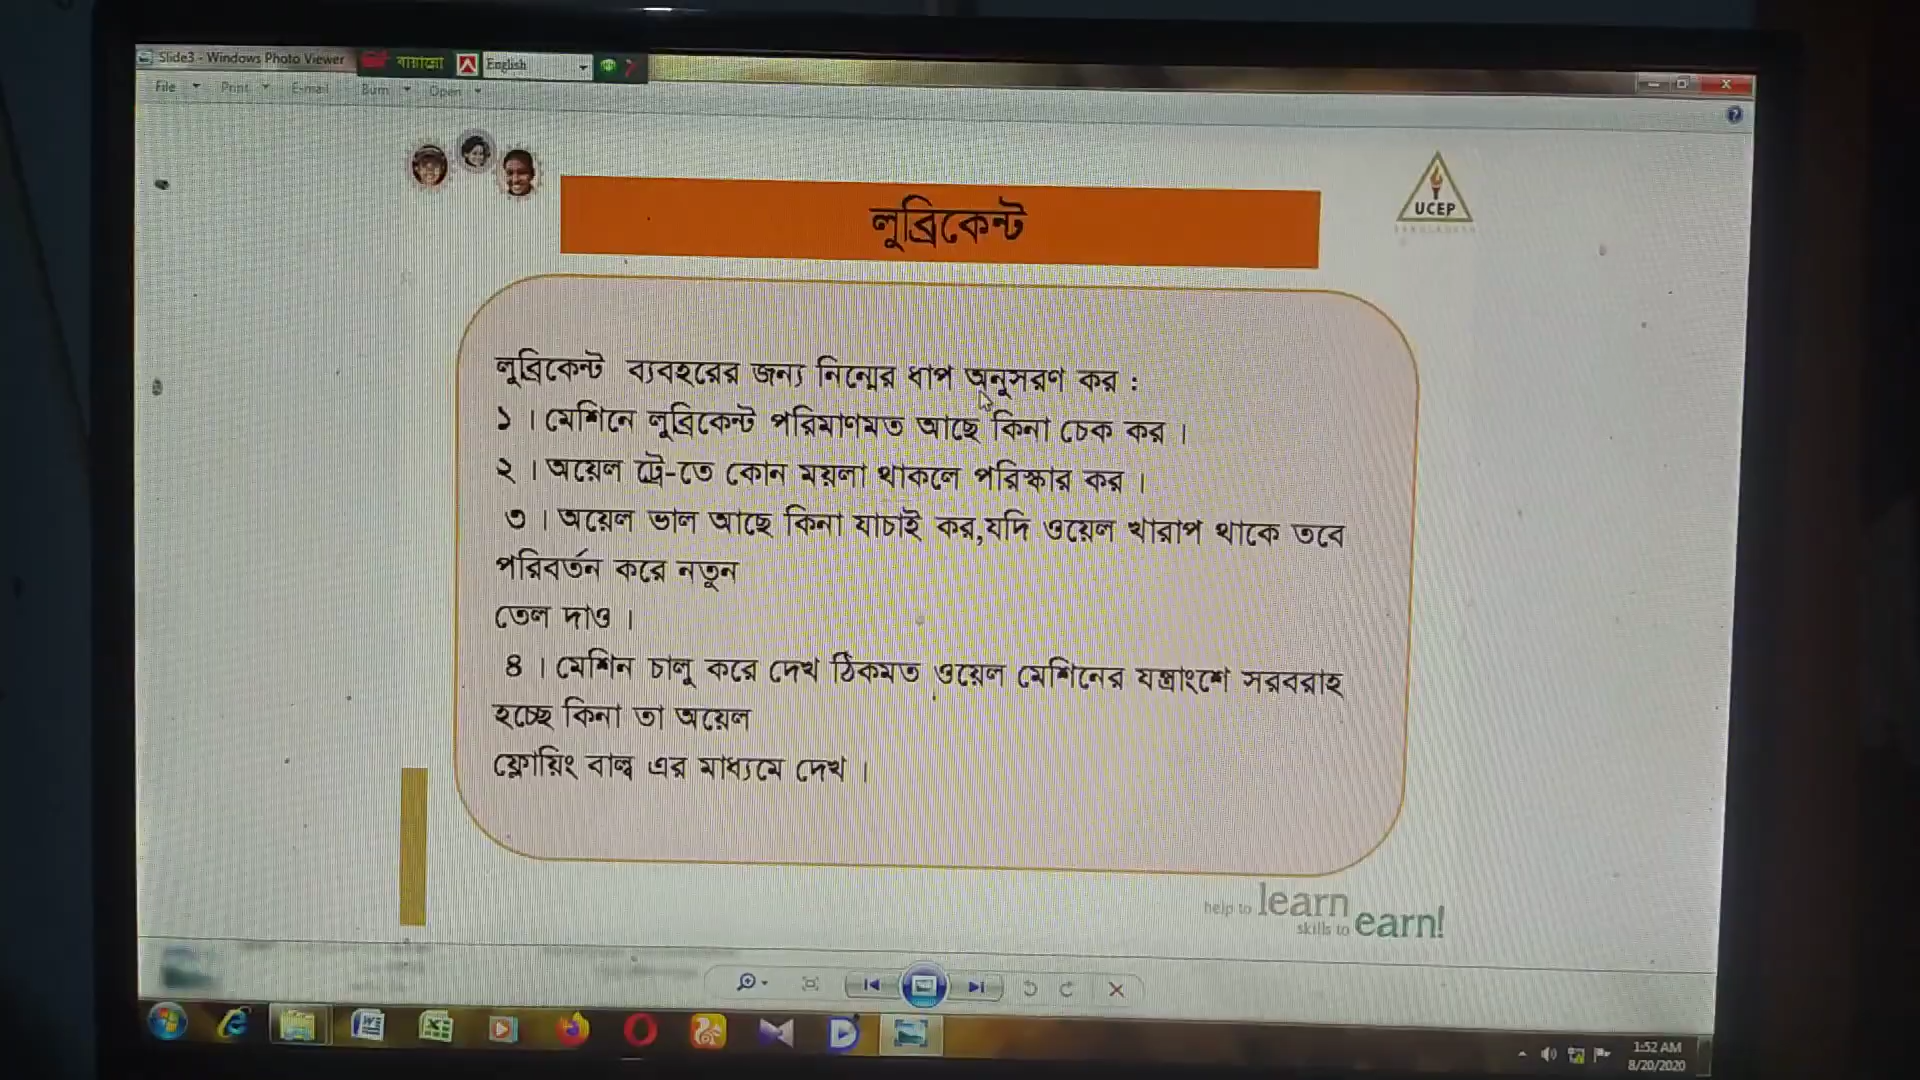 Slide3 - Windows Photo Viewer
English
File Print E-mail Burn Open
UCEP
BANGLADESH
লুব্রিকেন্ট
লুব্রিকেন্ট ব্যবহরের জন্য নিন্মের ধাপ অনুসরণ কর :
১ । মেশিনে লুব্রিকেন্ট পরিমাণমত আছে কিনা চেক কর ।
২ । অয়েল ট্রে-তে কোন ময়লা থাকলে পরিস্কার কর ।
৩ । অয়েল ভাল আছে কিনা যাচাই কর,যদি ওয়েল খারাপ থাকে তবে
পরিবর্তন করে নতুন
তেল দাও ।
৪ । মেশিন চালু করে দেখ ঠিকমত ওয়েল মেশিনের যন্ত্রাংশে সরবরাহ
হচ্ছে কিনা তা অয়েল
ফ্লোয়িং বাল্ব এর মাধ্যমে দেখ ।
help to learn
skills to earn!
1:52 AM
8/20/2020